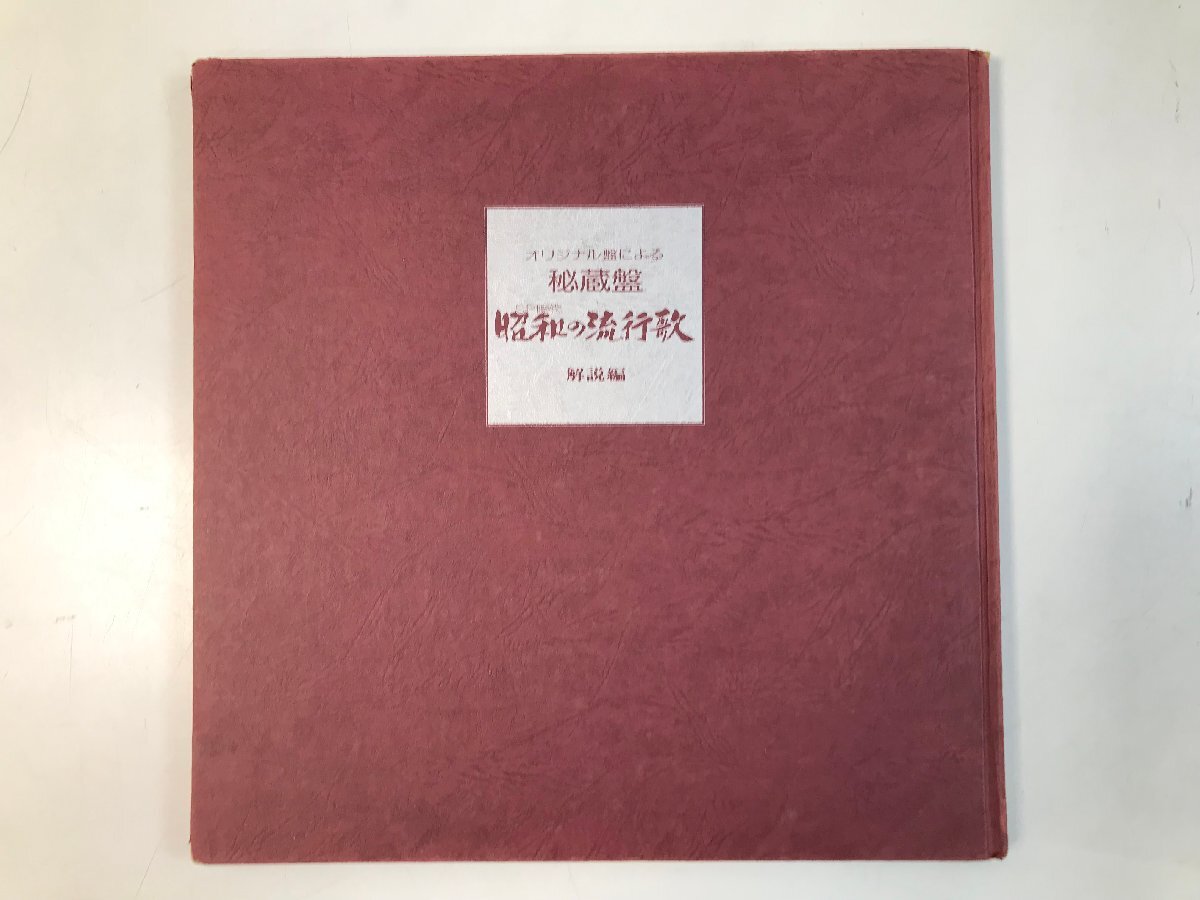 オリジナル盤による
秘蔵盤
昭和の流行歌
解説編